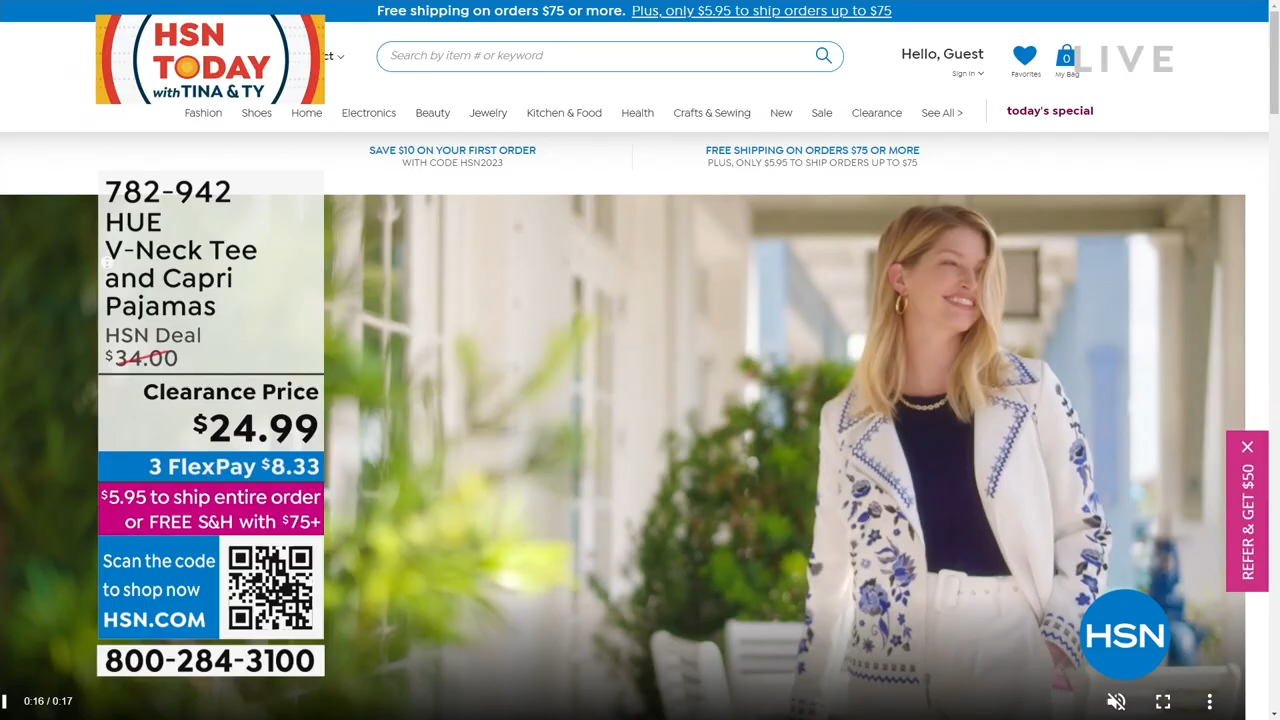 Free shipping on orders $75 or more. Plus, only $5.95 to ship orders up to $75
HSN
TODAY
with TINA & TY
ct
Search by item # or keyword
Hello, Guest
Sign In
Favorites
0
My Bag
LIVE
Fashion Shoes Home Electronics Beauty Jewelry Kitchen & Food Health Crafts & Sewing New Sale Clearance See All > today's special
SAVE $10 ON YOUR FIRST ORDER
WITH CODE HSN2023
FREE SHIPPING ON ORDERS $75 OR MORE
PLUS, ONLY $5.95 TO SHIP ORDERS UP TO $75
782-942
HUE
V-Neck Tee
and Capri
Pajamas
HSN Deal
$34.00
Clearance Price
$24.99
3 FlexPay $8.33
$5.95 to ship entire order
or FREE S&H with $75+
Scan the code
to shop now
HSN.COM
800-284-3100
REFER & GET $50
HSN
0:16 / 0:17